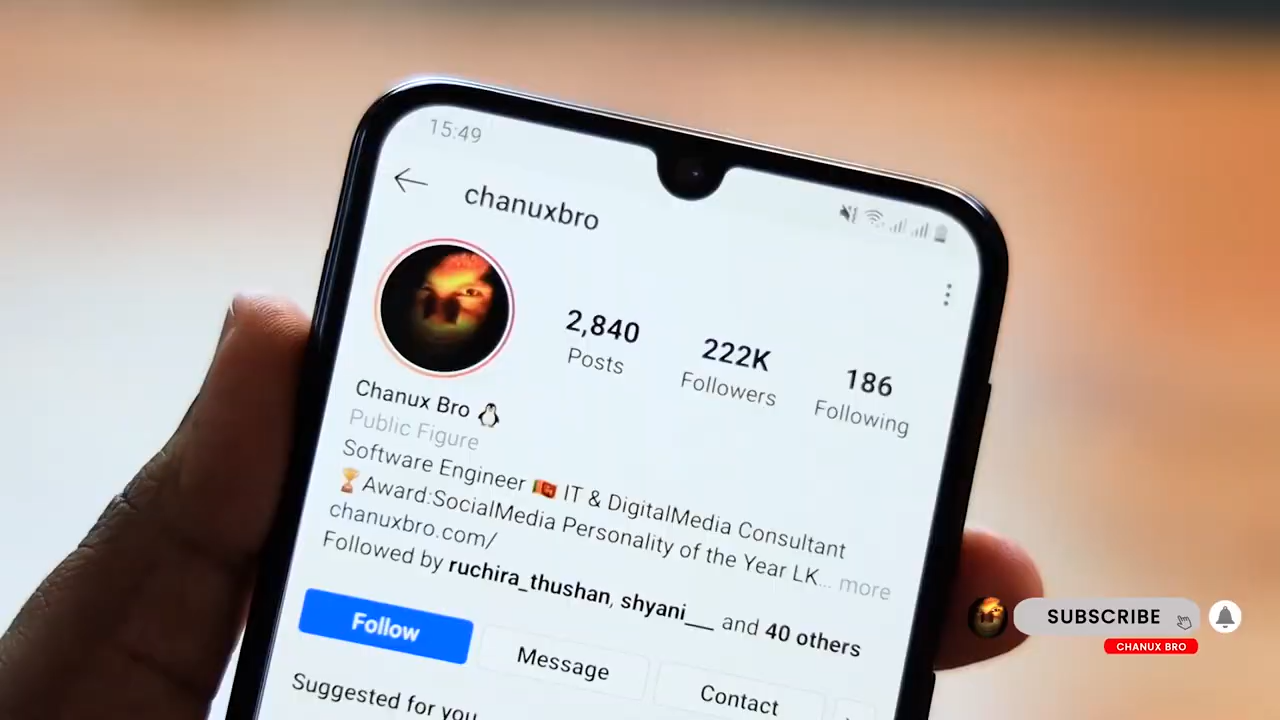 15:49
chanuxbro
2,840
Posts
222K
Followers
186
Following
Chanux Bro 🐧
Public Figure
Software Engineer 🇱🇰 IT & DigitalMedia Consultant
🏆Award:SocialMedia Personality of the Year LK... more
chanuxbro.com/
Followed by ruchira_thushan, shyani___ and 40 others
Follow
Message
Contact
Suggested for you
SUBSCRIBE
CHANUX BRO